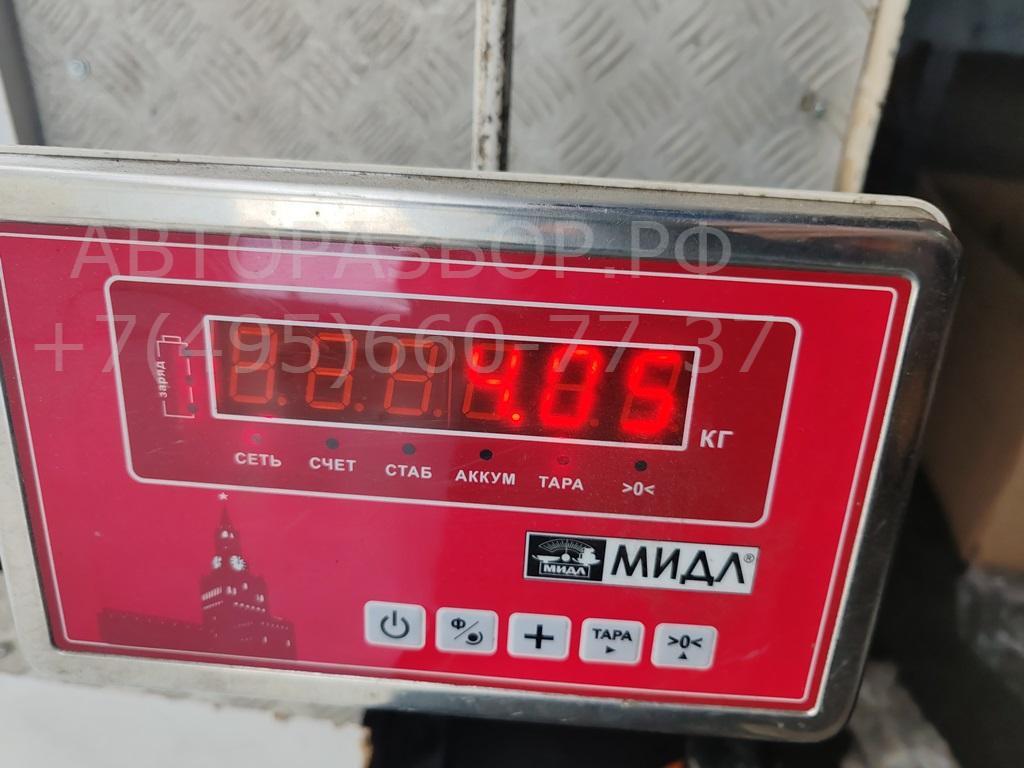 АВТОРАЗБОР.РФ
+7(495)660-77-37
заряд
4.05
КГ
СЕТЬ СЧЕТ СТАБ АККУМ ТАРА >0<
МИДЛ МИДЛ®
Ф/ + ТАРА >0<